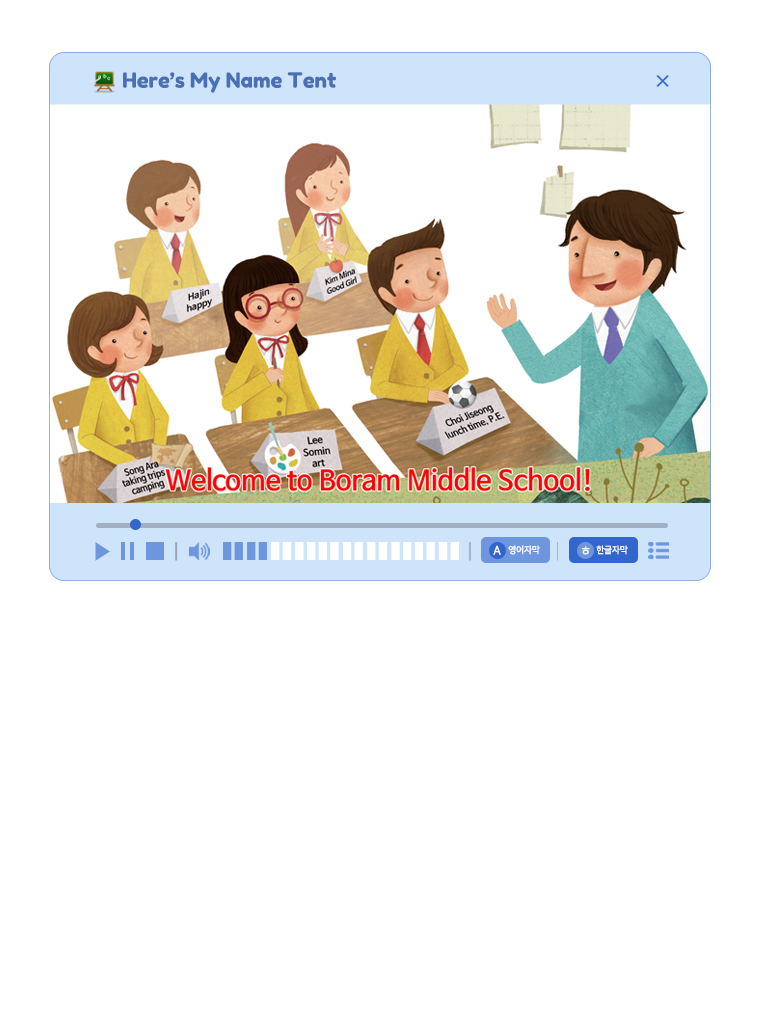 Here's My Name Tent
Hajin
happy
Kim Mina
Good Girl
Choi Jiseong
lunch time, P.E.
Lee
Somin
art
Song Ara
taking trips
camping
Welcome to Boram Middle School!
A 영어자막
ㅎ 한글자막